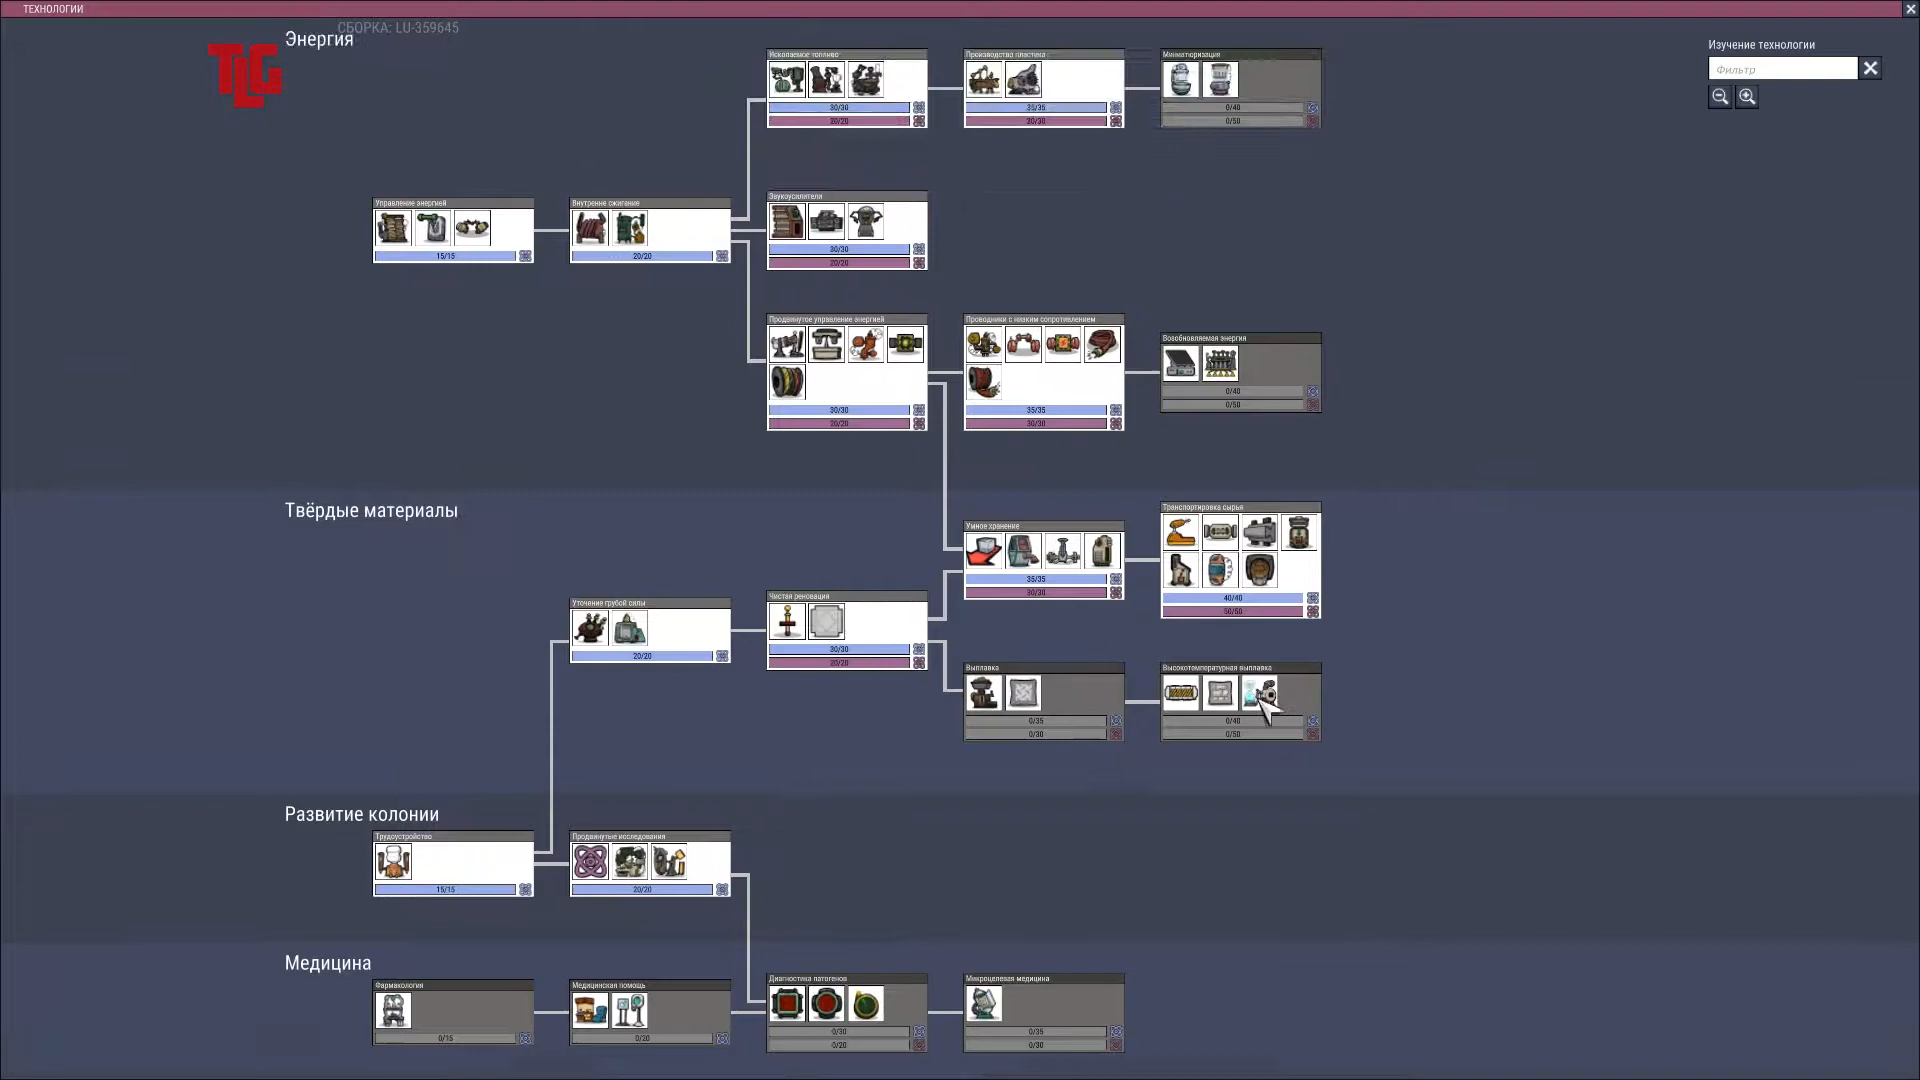 ТЕХНОЛОГИИ
СБОРКА: LU-359645
TLG
Энергия
Изучение технологии
Фильтр
Ископаемое топливо
30/30
20/20
Производство пластика
35/35
20/30
Миниатюризация
0/40
0/50
Управление энергией
15/15
Внутренне сжигание
20/20
Звукоусилители
30/30
20/20
Продвинутое управление энергией
30/30
20/20
Проводники с низким сопротивлением
35/35
30/30
Возобновляемая энергия
0/40
0/50
Твёрдые материалы
Умное хранение
35/35
30/30
Транспортировка сырья
40/40
50/50
Уточнение грубой силы
20/20
Чистая реновация
30/30
20/20
Выплавка
0/35
0/30
Высокотемпературная выплавка
0/40
0/50
Развитие колонии
Трудоустройство
15/15
Продвинутые исследования
20/20
Медицина
Фармакология
0/15
Медицинская помощь
0/20
Диагностика патогенов
0/30
0/20
Микроцелевая медицина
0/35
0/30